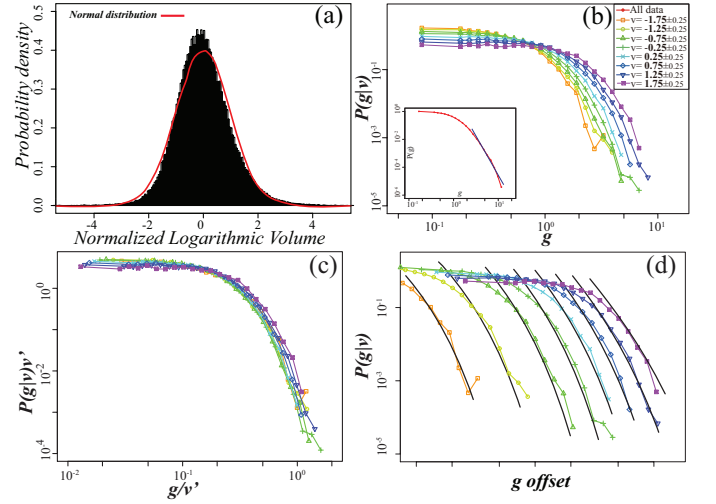 (a)
Normal distribution
Probability density
0.5
0.4
0.3
0.2
0.1
0.0
-4
-2
0
2
4
Normalized Logarithmic Volume
(b)
All data
v= -1.75±0.25
v= -1.25±0.25
v= -0.75±0.25
v= -0.25±0.25
v= 0.25±0.25
v= 0.75±0.25
v= 1.25±0.25
v= 1.75±0.25
P(g|v)
10-1
10-3
10-5
P(g)
10-1
100
101
g
(c)
P(g|v)v'
100
10-2
10-4
10-2
10-1
100
g/v'
(d)
P(g|v)
10-1
10-3
10-5
g offset